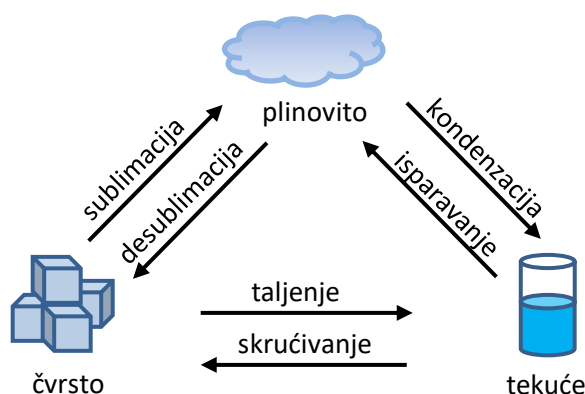 plinovito
sublimacija
desublimacija
kondenzacija
isparavanje
taljenje
skrućivanje
čvrsto
tekuće